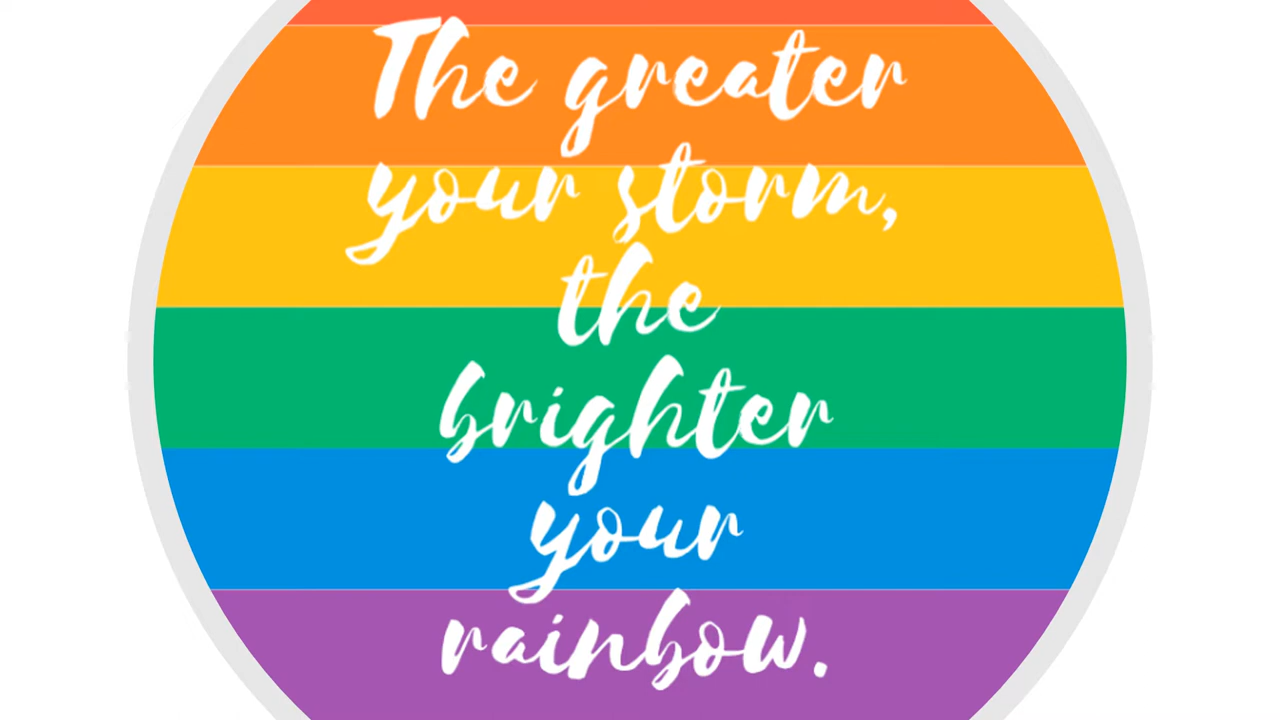 The greater
your storm,
the
brighter
your
rainbow.